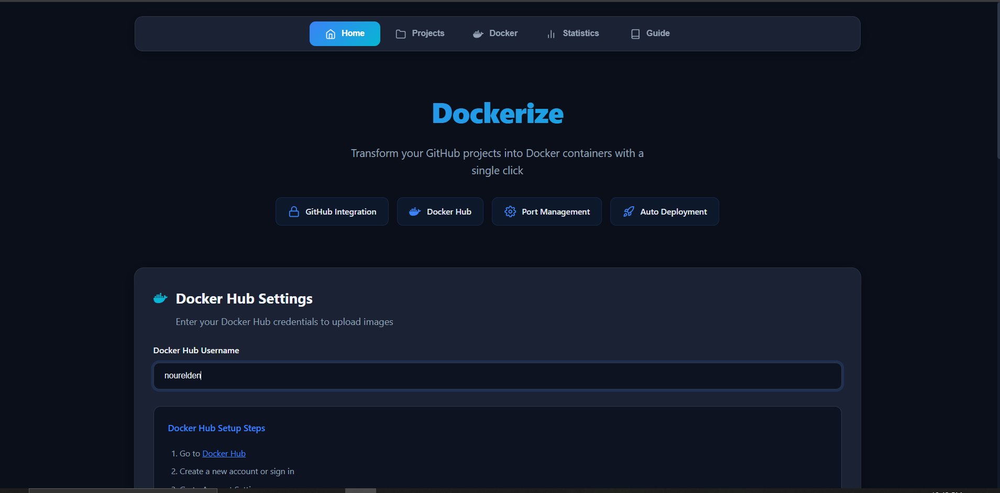 Home
Projects
Docker
Statistics
Guide
Dockerize
Transform your GitHub projects into Docker containers with a
single click
GitHub Integration
Docker Hub
Port Management
Auto Deployment
Docker Hub Settings
Enter your Docker Hub credentials to upload images
Docker Hub Username
nourelden
Docker Hub Setup Steps
1. Go to Docker Hub
2. Create a new account or sign in